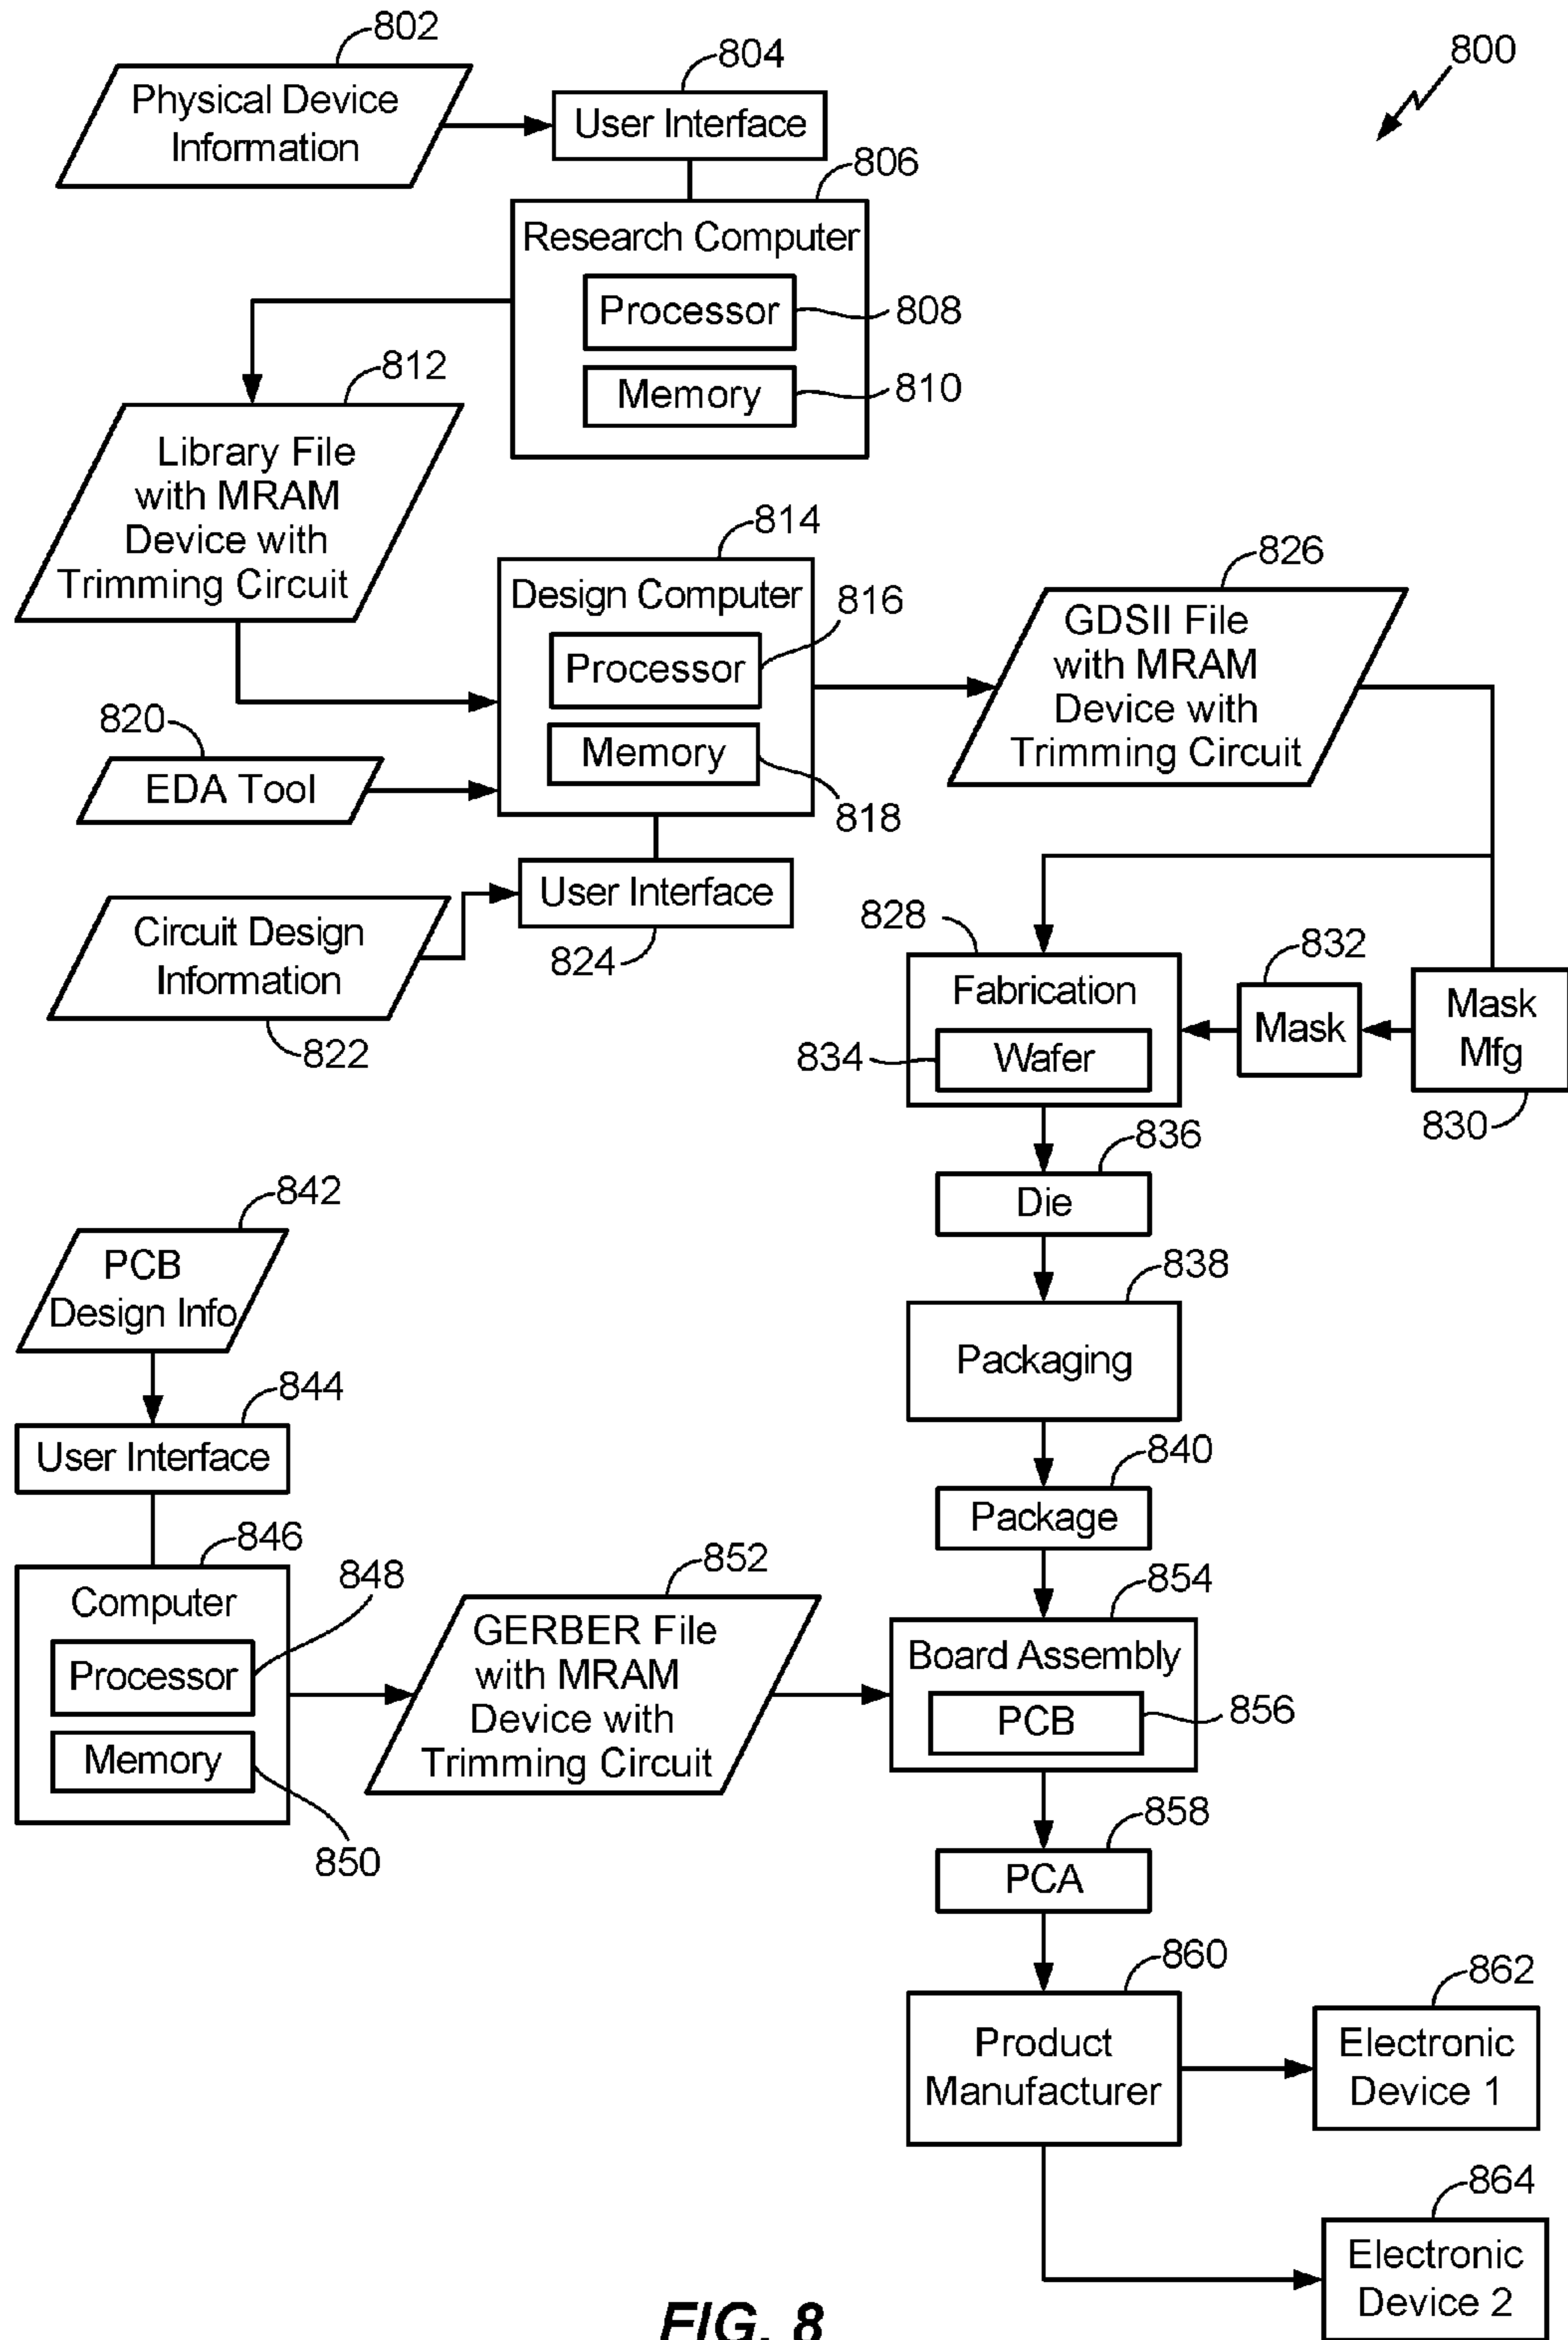 802
Physical Device
Information
804
User Interface
800
806
Research Computer
Processor
808
Memory
810
812
Library File
with MRAM
Device with
Trimming Circuit
814
Design Computer
816
Processor
Memory
818
826
GDSII File
with MRAM
Device with
Trimming Circuit
820
EDA Tool
User Interface
824
Circuit Design
Information
822
828
Fabrication
834
Wafer
832
Mask
Mask
Mfg
830
836
Die
838
Packaging
840
Package
842
PCB
Design Info
844
User Interface
846
Computer
848
Processor
Memory
850
852
GERBER File
with MRAM
Device with
Trimming Circuit
854
Board Assembly
PCB
856
858
PCA
860
Product
Manufacturer
862
Electronic
Device 1
864
Electronic
Device 2
FIG. 8